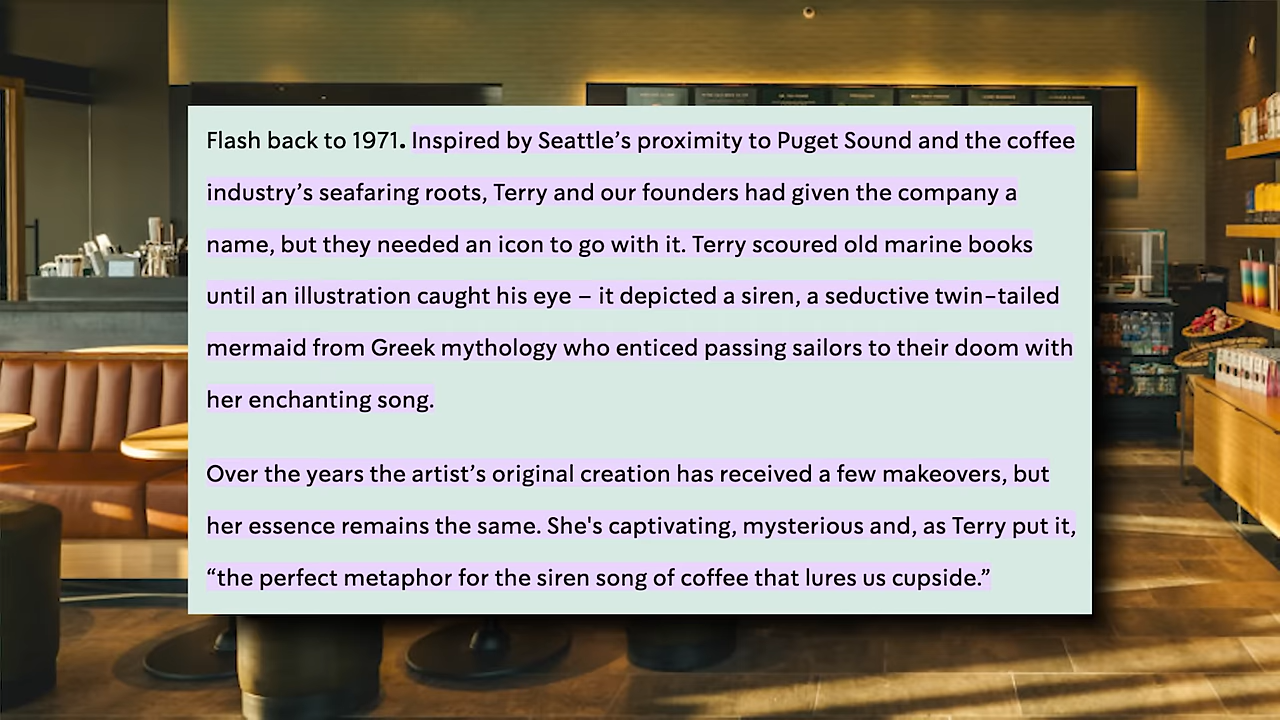 Flash back to 1971. Inspired by Seattle’s proximity to Puget Sound and the coffee
industry’s seafaring roots, Terry and our founders had given the company a
name, but they needed an icon to go with it. Terry scoured old marine books
until an illustration caught his eye – it depicted a siren, a seductive twin-tailed
mermaid from Greek mythology who enticed passing sailors to their doom with
her enchanting song.
Over the years the artist’s original creation has received a few makeovers, but
her essence remains the same. She's captivating, mysterious and, as Terry put it,
“the perfect metaphor for the siren song of coffee that lures us cupside.”